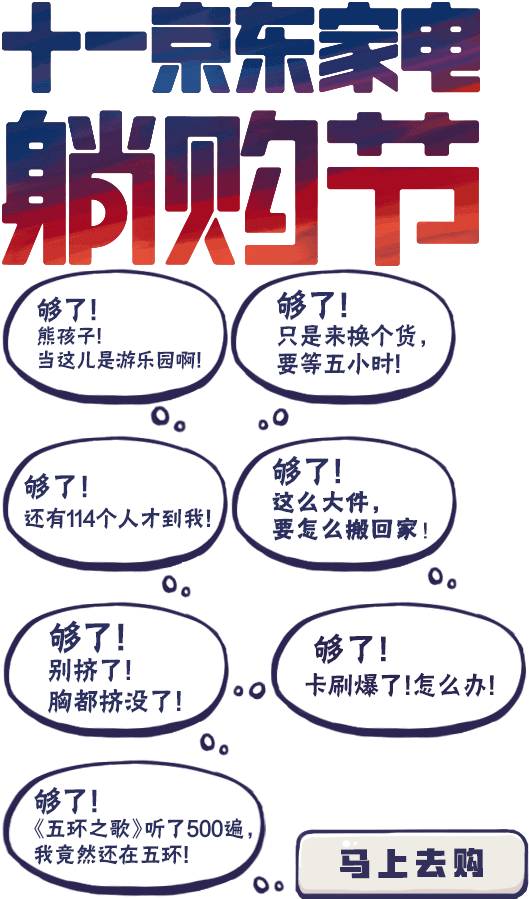 十一京东家电
躺购节
够了!
熊孩子!
当这儿是游乐园啊!
够了!
只是来换个货，
要等五小时!
够了!
还有114个人才到我!
够了!
这么大件，
要怎么搬回家!
够了!
别挤了!
胸都挤没了!
够了!
卡刷爆了!怎么办!
够了!
《五环之歌》听了500遍，
我竟然还在五环!
马上去购